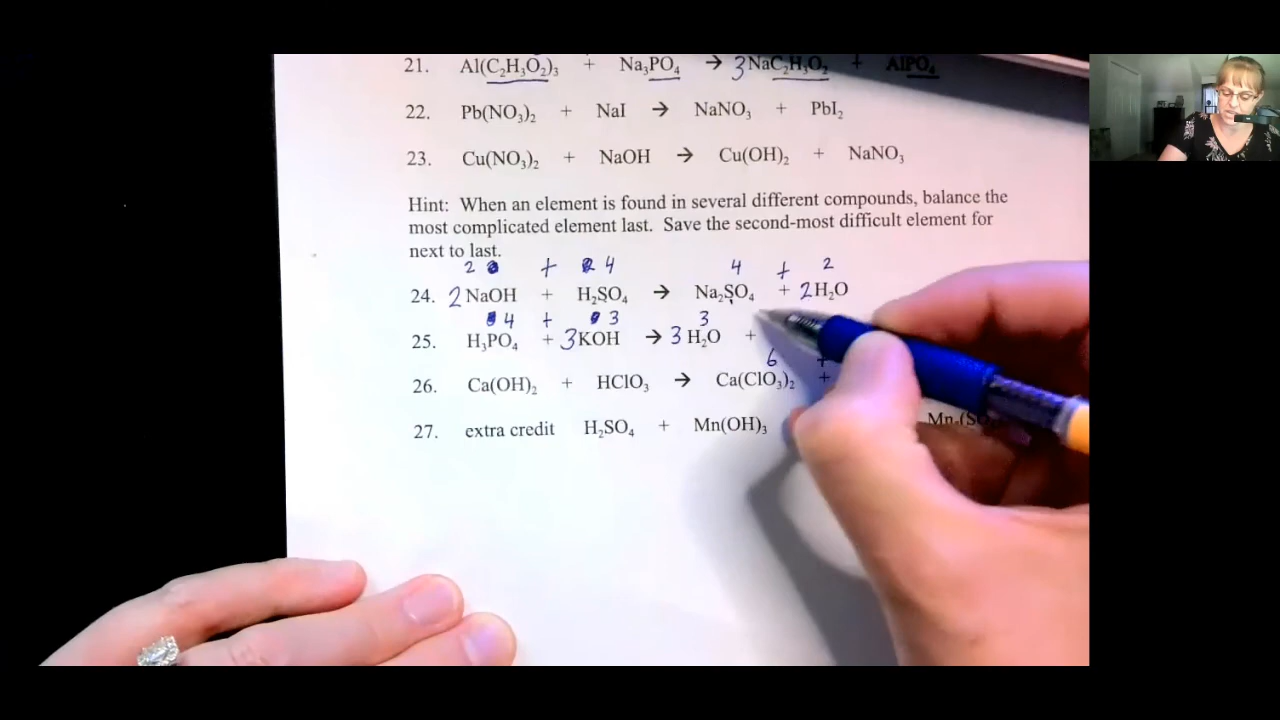 21. Al(C₂H₃O₂)₃ + Na₃PO₄ → 3NaC₂H₃O₂ + AlPO₄
22. Pb(NO₃)₂ + NaI → NaNO₃ + PbI₂
23. Cu(NO₃)₂ + NaOH → Cu(OH)₂ + NaNO₃
Hint: When an element is found in several different compounds, balance the
most complicated element last. Save the second-most difficult element for
next to last.
2 + 4 4 + 2
24. 2 NaOH + H₂SO₄ → Na₂SO₄ + 2H₂O
4 + 3 3
25. H₃PO₄ + 3KOH → 3 H₂O +
6 +
26. Ca(OH)₂ + HClO₃ → Ca(ClO₃)₂ +
27. extra credit H₂SO₄ + Mn(OH)₃